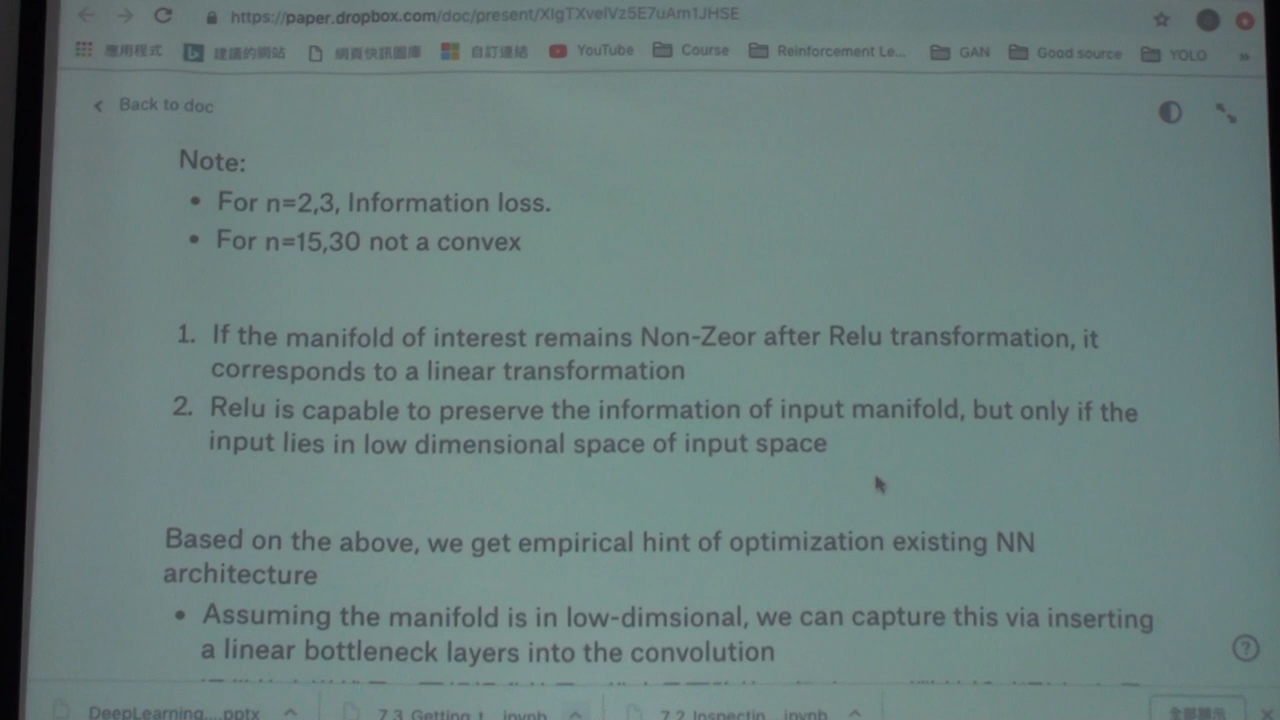 https://paper.dropbox.com/doc/present/
應用程式 建議的網站 網頁快訊圖庫 自訂連結 YouTube Course Reinforcement Le... GAN Good source YOLO »
Back to doc
Note:
• For n=2,3, Information loss.
• For n=15,30 not a convex
1. If the manifold of interest remains Non-Zeor after Relu transformation, it
corresponds to a linear transformation
2. Relu is capable to preserve the information of input manifold, but only if the
input lies in low dimensional space of input space
Based on the above, we get empirical hint of optimization existing NN
architecture
• Assuming the manifold is in low-dimsional, we can capture this via inserting
a linear bottleneck layers into the convolution
?
DeepLearning....pptx 7.3 Getting t....ipynb 7.2 Inspectin....ipynb 全部顯示